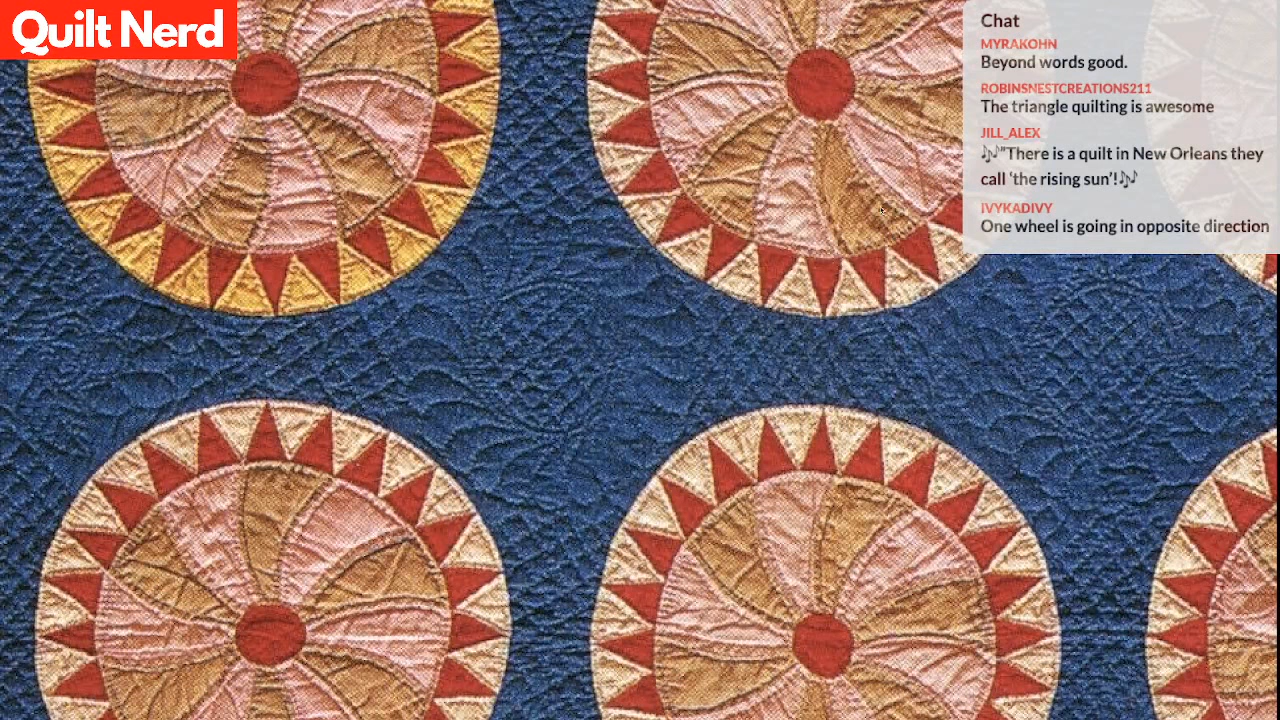 Quilt Nerd
Chat
MYRAKOHN
Beyond words good.
ROBINSNESTCREATIONS211
The triangle quilting is awesome
JILL_ALEX
🎶"There is a quilt in New Orleans they
call 'the rising sun'!🎶
IVYKADIVY
One wheel is going in opposite direction